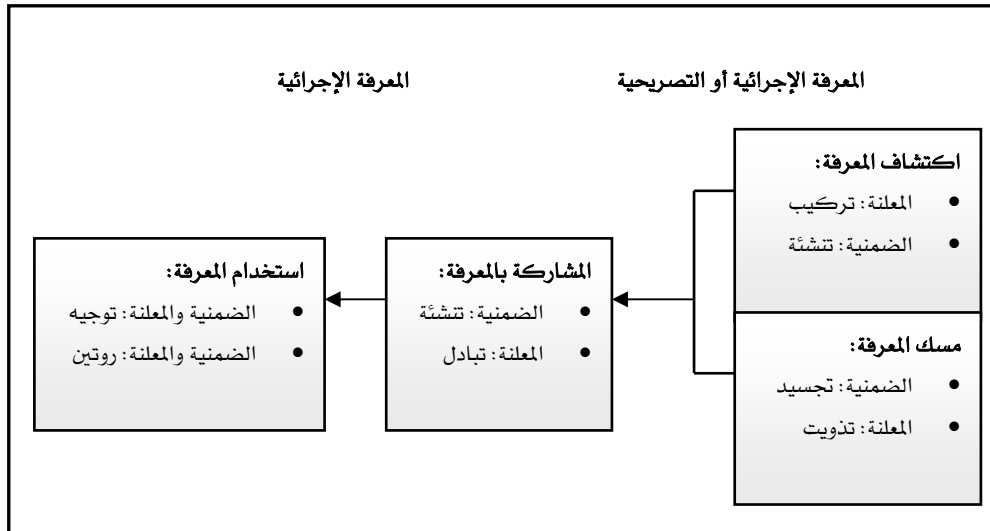 المعرفة الإجرائية أو التصريحية
المعرفة الإجرائية
اكتشاف المعرفة:
• المعلنة: تركيب
• الضمنية: تنشئة
مسك المعرفة:
• الضمنية: تجسيد
• المعلنة: تذويت
المشاركة بالمعرفة:
• الضمنية: تنشئة
• المعلنة: تبادل
استخدام المعرفة:
• الضمنية والمعلنة: توجيه
• الضمنية والمعلنة: روتين